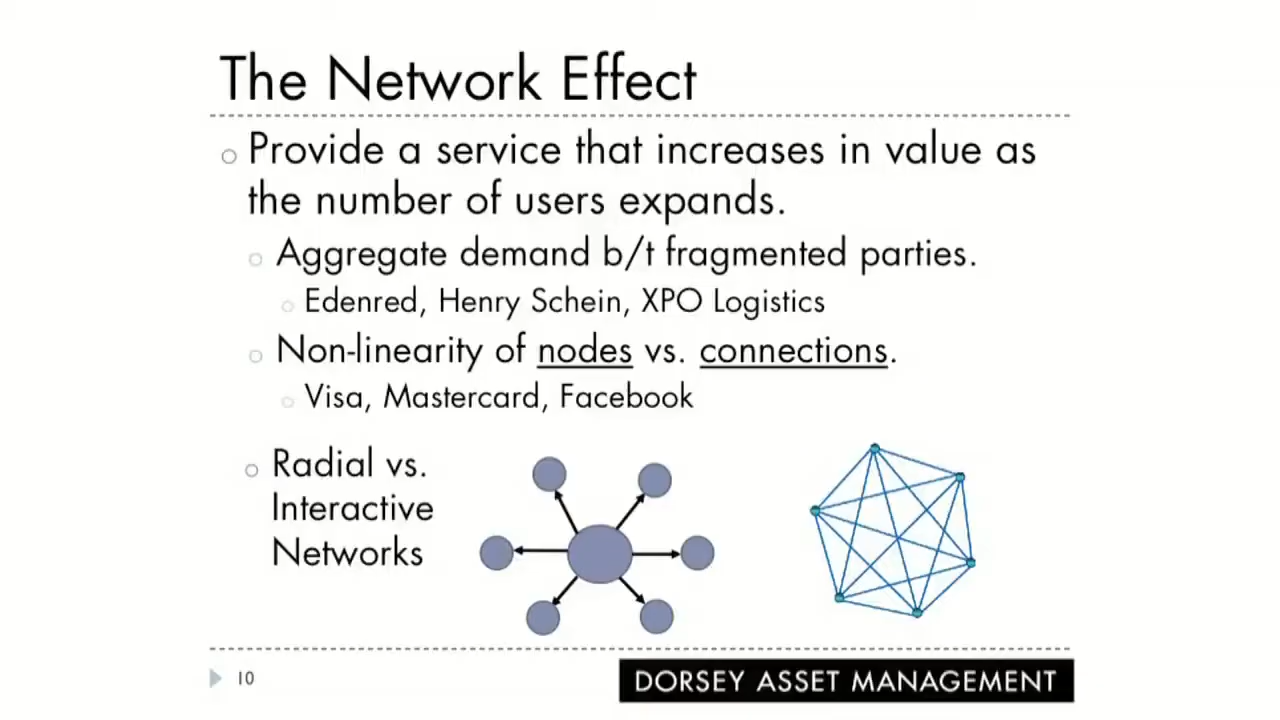 The Network Effect
Provide a service that increases in value as
the number of users expands.
Aggregate demand b/t fragmented parties.
Edenred, Henry Schein, XPO Logistics
Non-linearity of nodes vs. connections.
Visa, Mastercard, Facebook
Radial vs.
Interactive
Networks
10
DORSEY ASSET MANAGEMENT